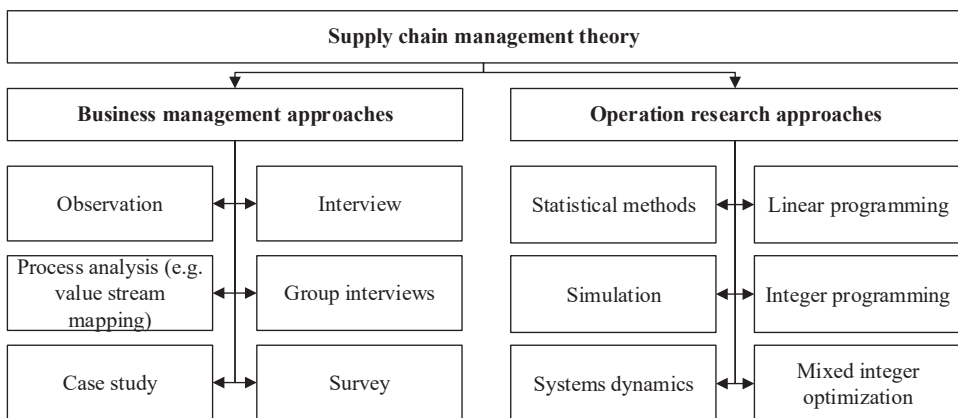 Supply chain management theory
Business management approaches
Operation research approaches
Observation
Interview
Statistical methods
Linear programming
Process analysis (e.g.
value stream
mapping)
Group interviews
Simulation
Integer programming
Case study
Survey
Systems dynamics
Mixed integer
optimization